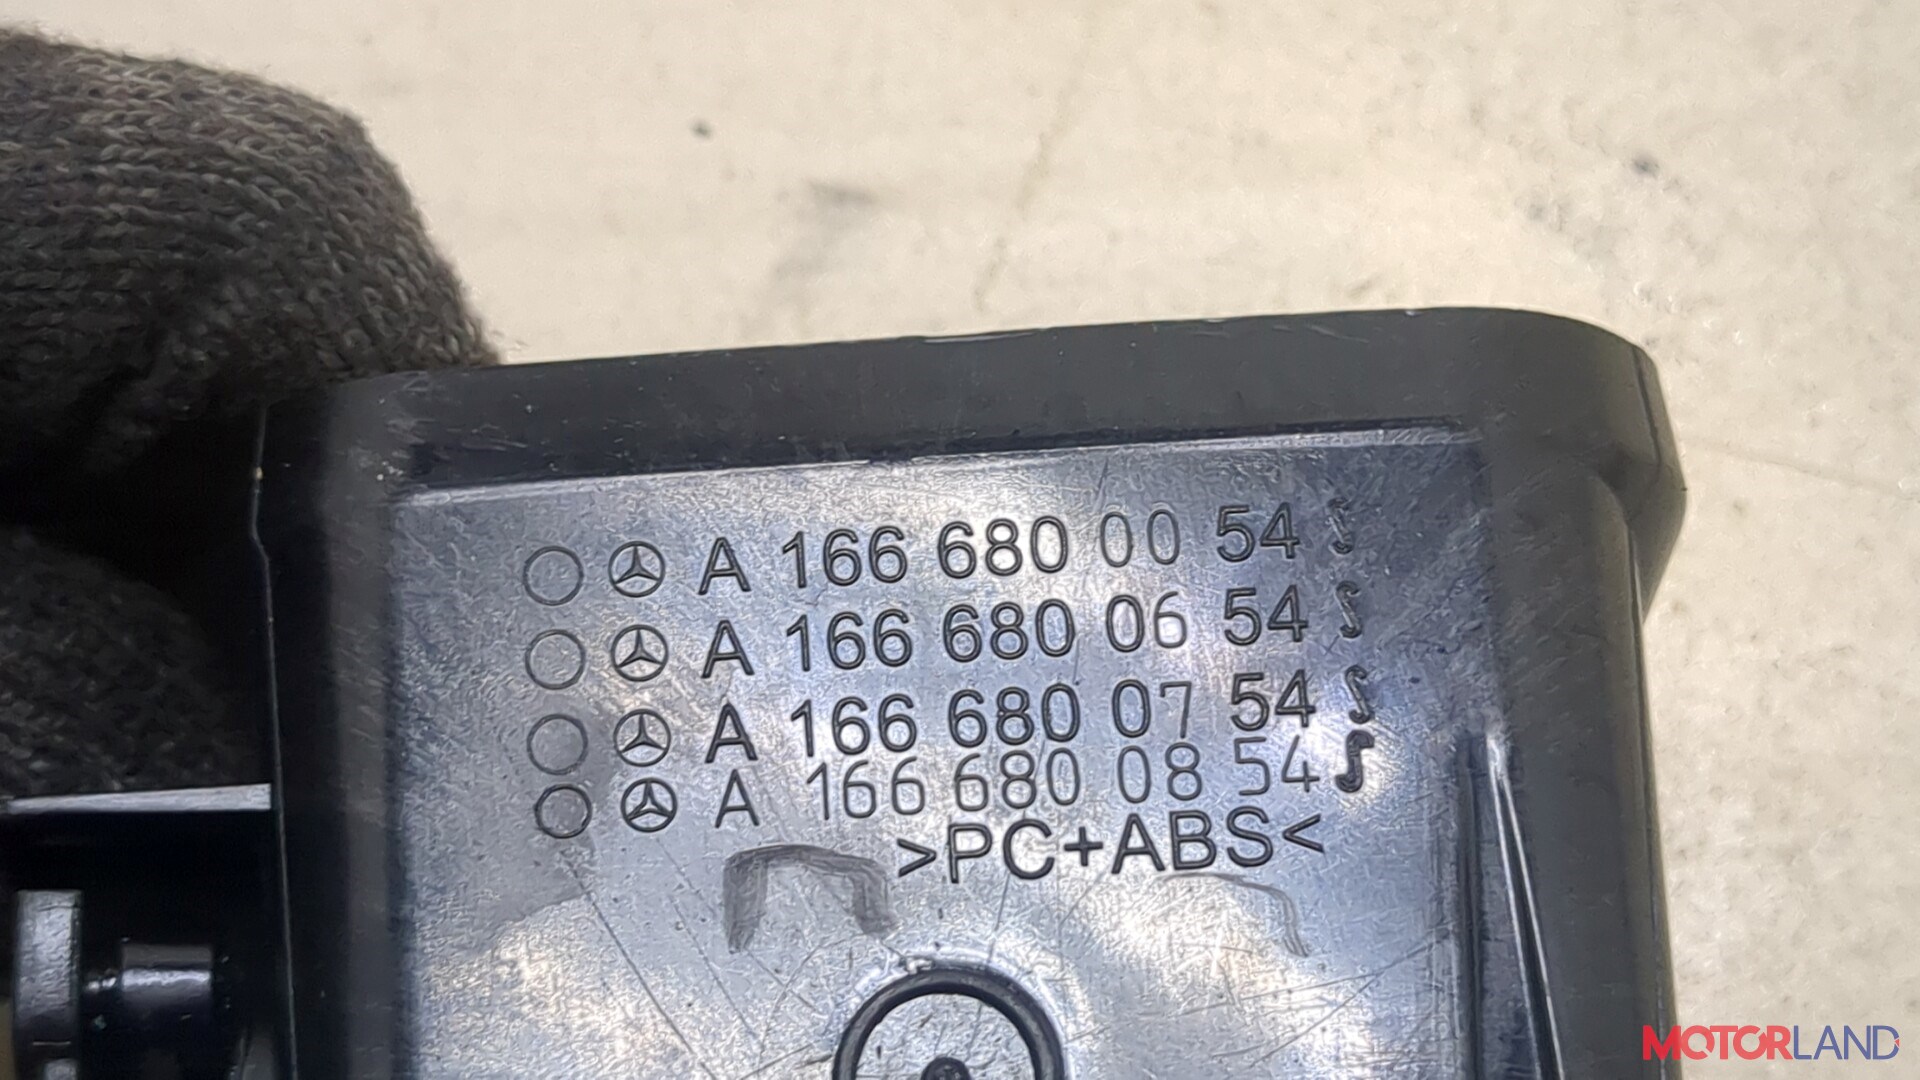 A 166 680 00 54
A 166 680 06 54
A 166 680 07 54
A 166 680 08 54
>PC+ABS<
MOTORLAND